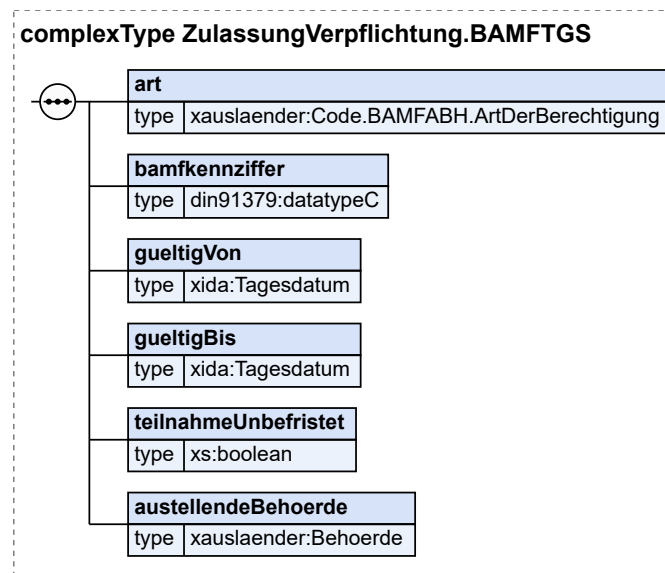 complexType ZulassungVerpflichtung.BAMFTGS
art
type xauslaender:Code.BAMFABH.ArtDerBerechtigung
bamfkennziffer
type din91379:datatypeC
gueltigVon
type xida:Tagesdatum
gueltigBis
type xida:Tagesdatum
teilnahmeUnbefristet
type xs:boolean
austellendeBehoerde
type xauslaender:Behoerde